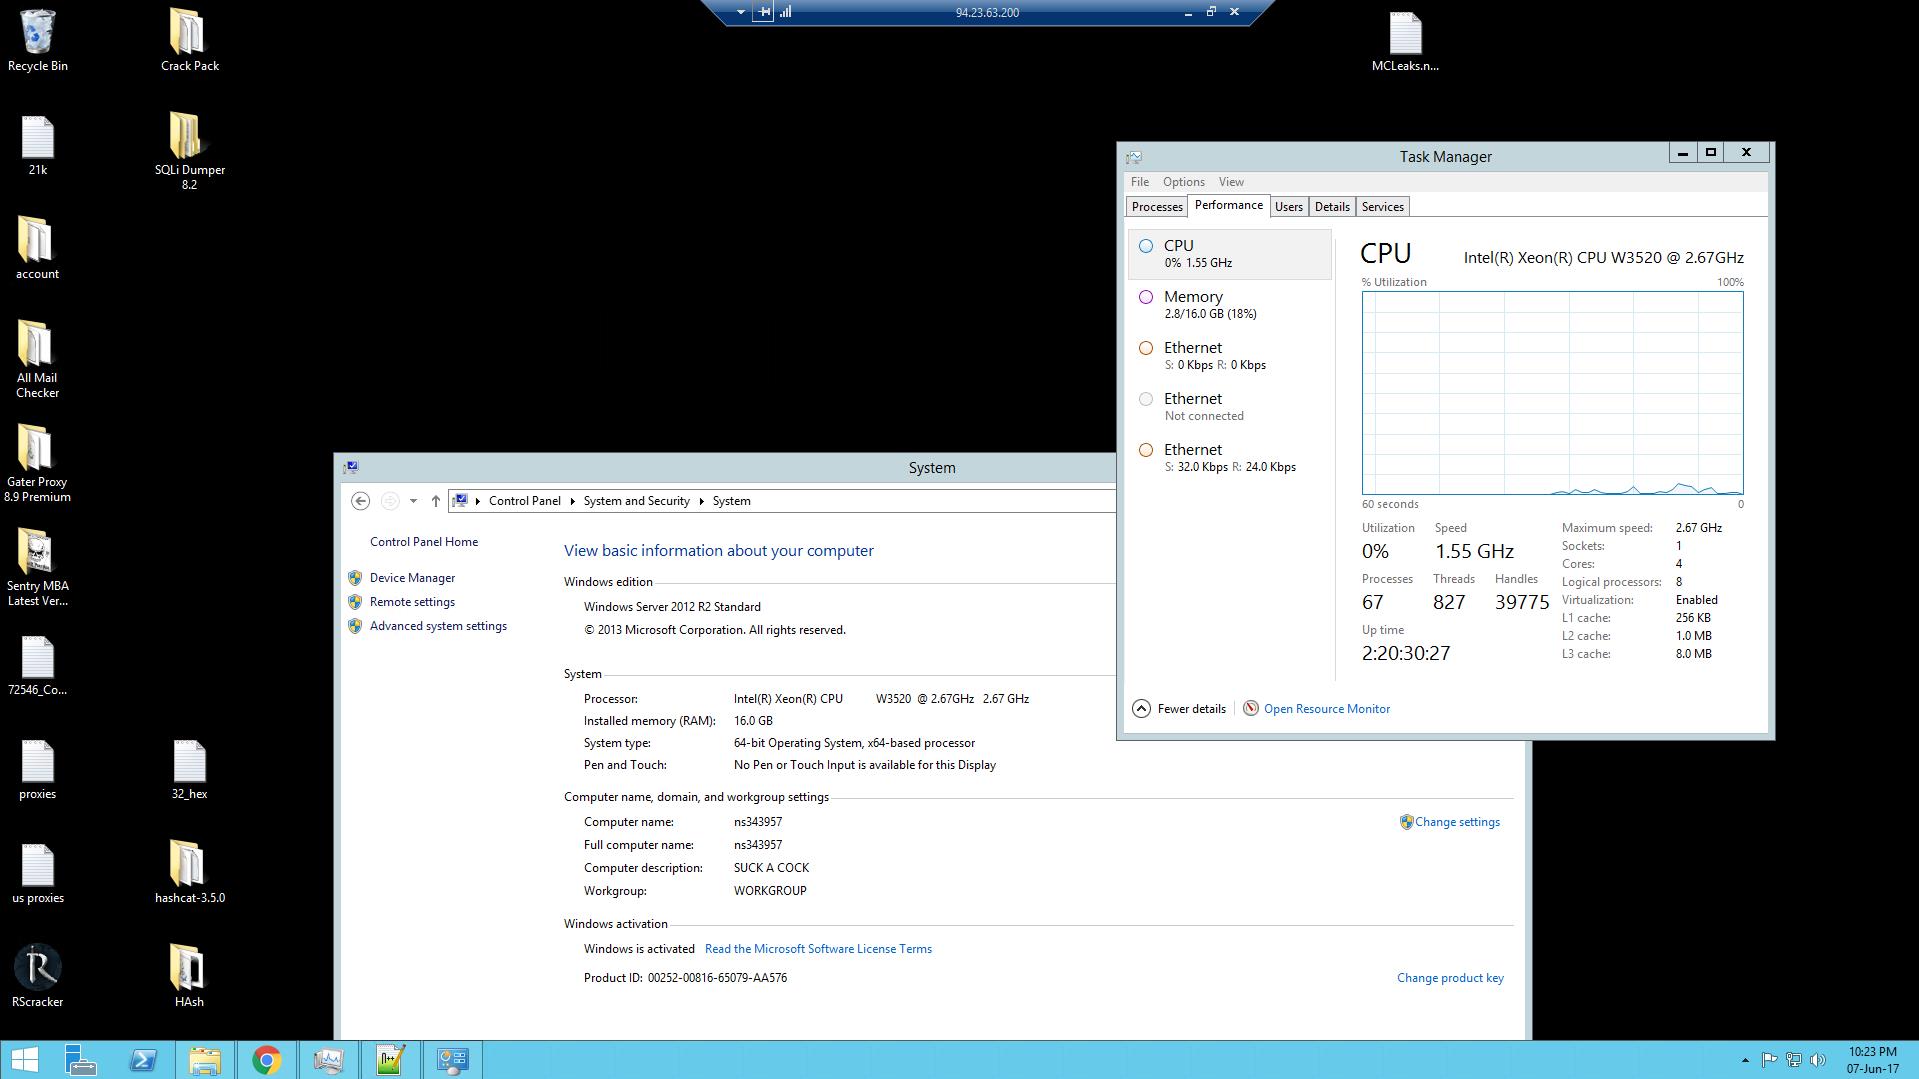 94.23.63.200
Recycle Bin
Crack Pack
MCLeaks.n...
21k
SQLi Dumper
8.2
account
All Mail
Checker
Gater Proxy
8.9 Premium
Sentry MBA
Latest Ver...
72546_Co...
proxies
32_hex
us proxies
hashcat-3.5.0
RScracker
HAsh
Task Manager
File Options View
Processes Performance Users Details Services
CPU
0% 1.55 GHz
Memory
2.8/16.0 GB (18%)
Ethernet
S: 0 Kbps R: 0 Kbps
Ethernet
Not connected
Ethernet
S: 32.0 Kbps R: 24.0 Kbps
CPU Intel(R) Xeon(R) CPU W3520 @ 2.67GHz
% Utilization 100%
60 seconds 0
Utilization Speed
0% 1.55 GHz
Processes Threads Handles
67 827 39775
Up time
2:20:30:27
Maximum speed: 2.67 GHz
Sockets: 1
Cores: 4
Logical processors: 8
Virtualization: Enabled
L1 cache: 256 KB
L2 cache: 1.0 MB
L3 cache: 8.0 MB
Fewer details Open Resource Monitor
System
Control Panel System and Security System
Control Panel Home
Device Manager
Remote settings
Advanced system settings
View basic information about your computer
Windows edition
Windows Server 2012 R2 Standard
© 2013 Microsoft Corporation. All rights reserved.
System
Processor: Intel(R) Xeon(R) CPU W3520 @ 2.67GHz 2.67 GHz
Installed memory (RAM): 16.0 GB
System type: 64-bit Operating System, x64-based processor
Pen and Touch: No Pen or Touch Input is available for this Display
Computer name, domain, and workgroup settings
Computer name: ns343957 Change settings
Full computer name: ns343957
Computer description: SUCK A COCK
Workgroup: WORKGROUP
Windows activation
Windows is activated Read the Microsoft Software License Terms
Product ID: 00252-00816-65079-AA576 Change product key
10:23 PM
07-Jun-17